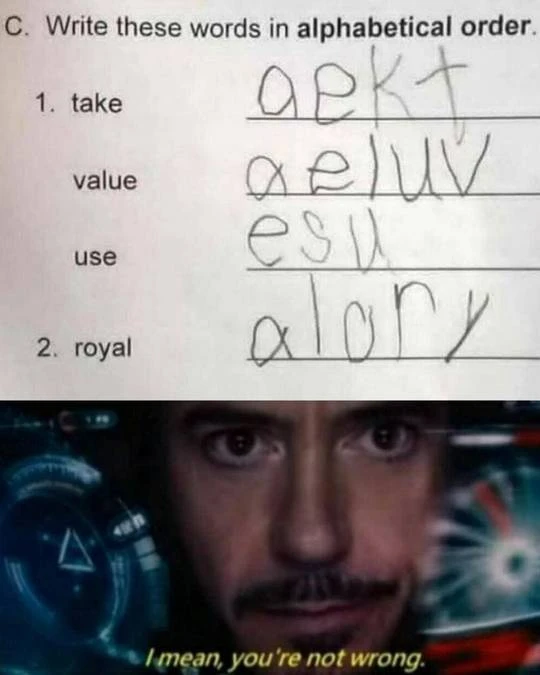 C. Write these words in alphabetical order.
1. take aekt
value aeluv
use esu
2. royal alory
I mean, you're not wrong.